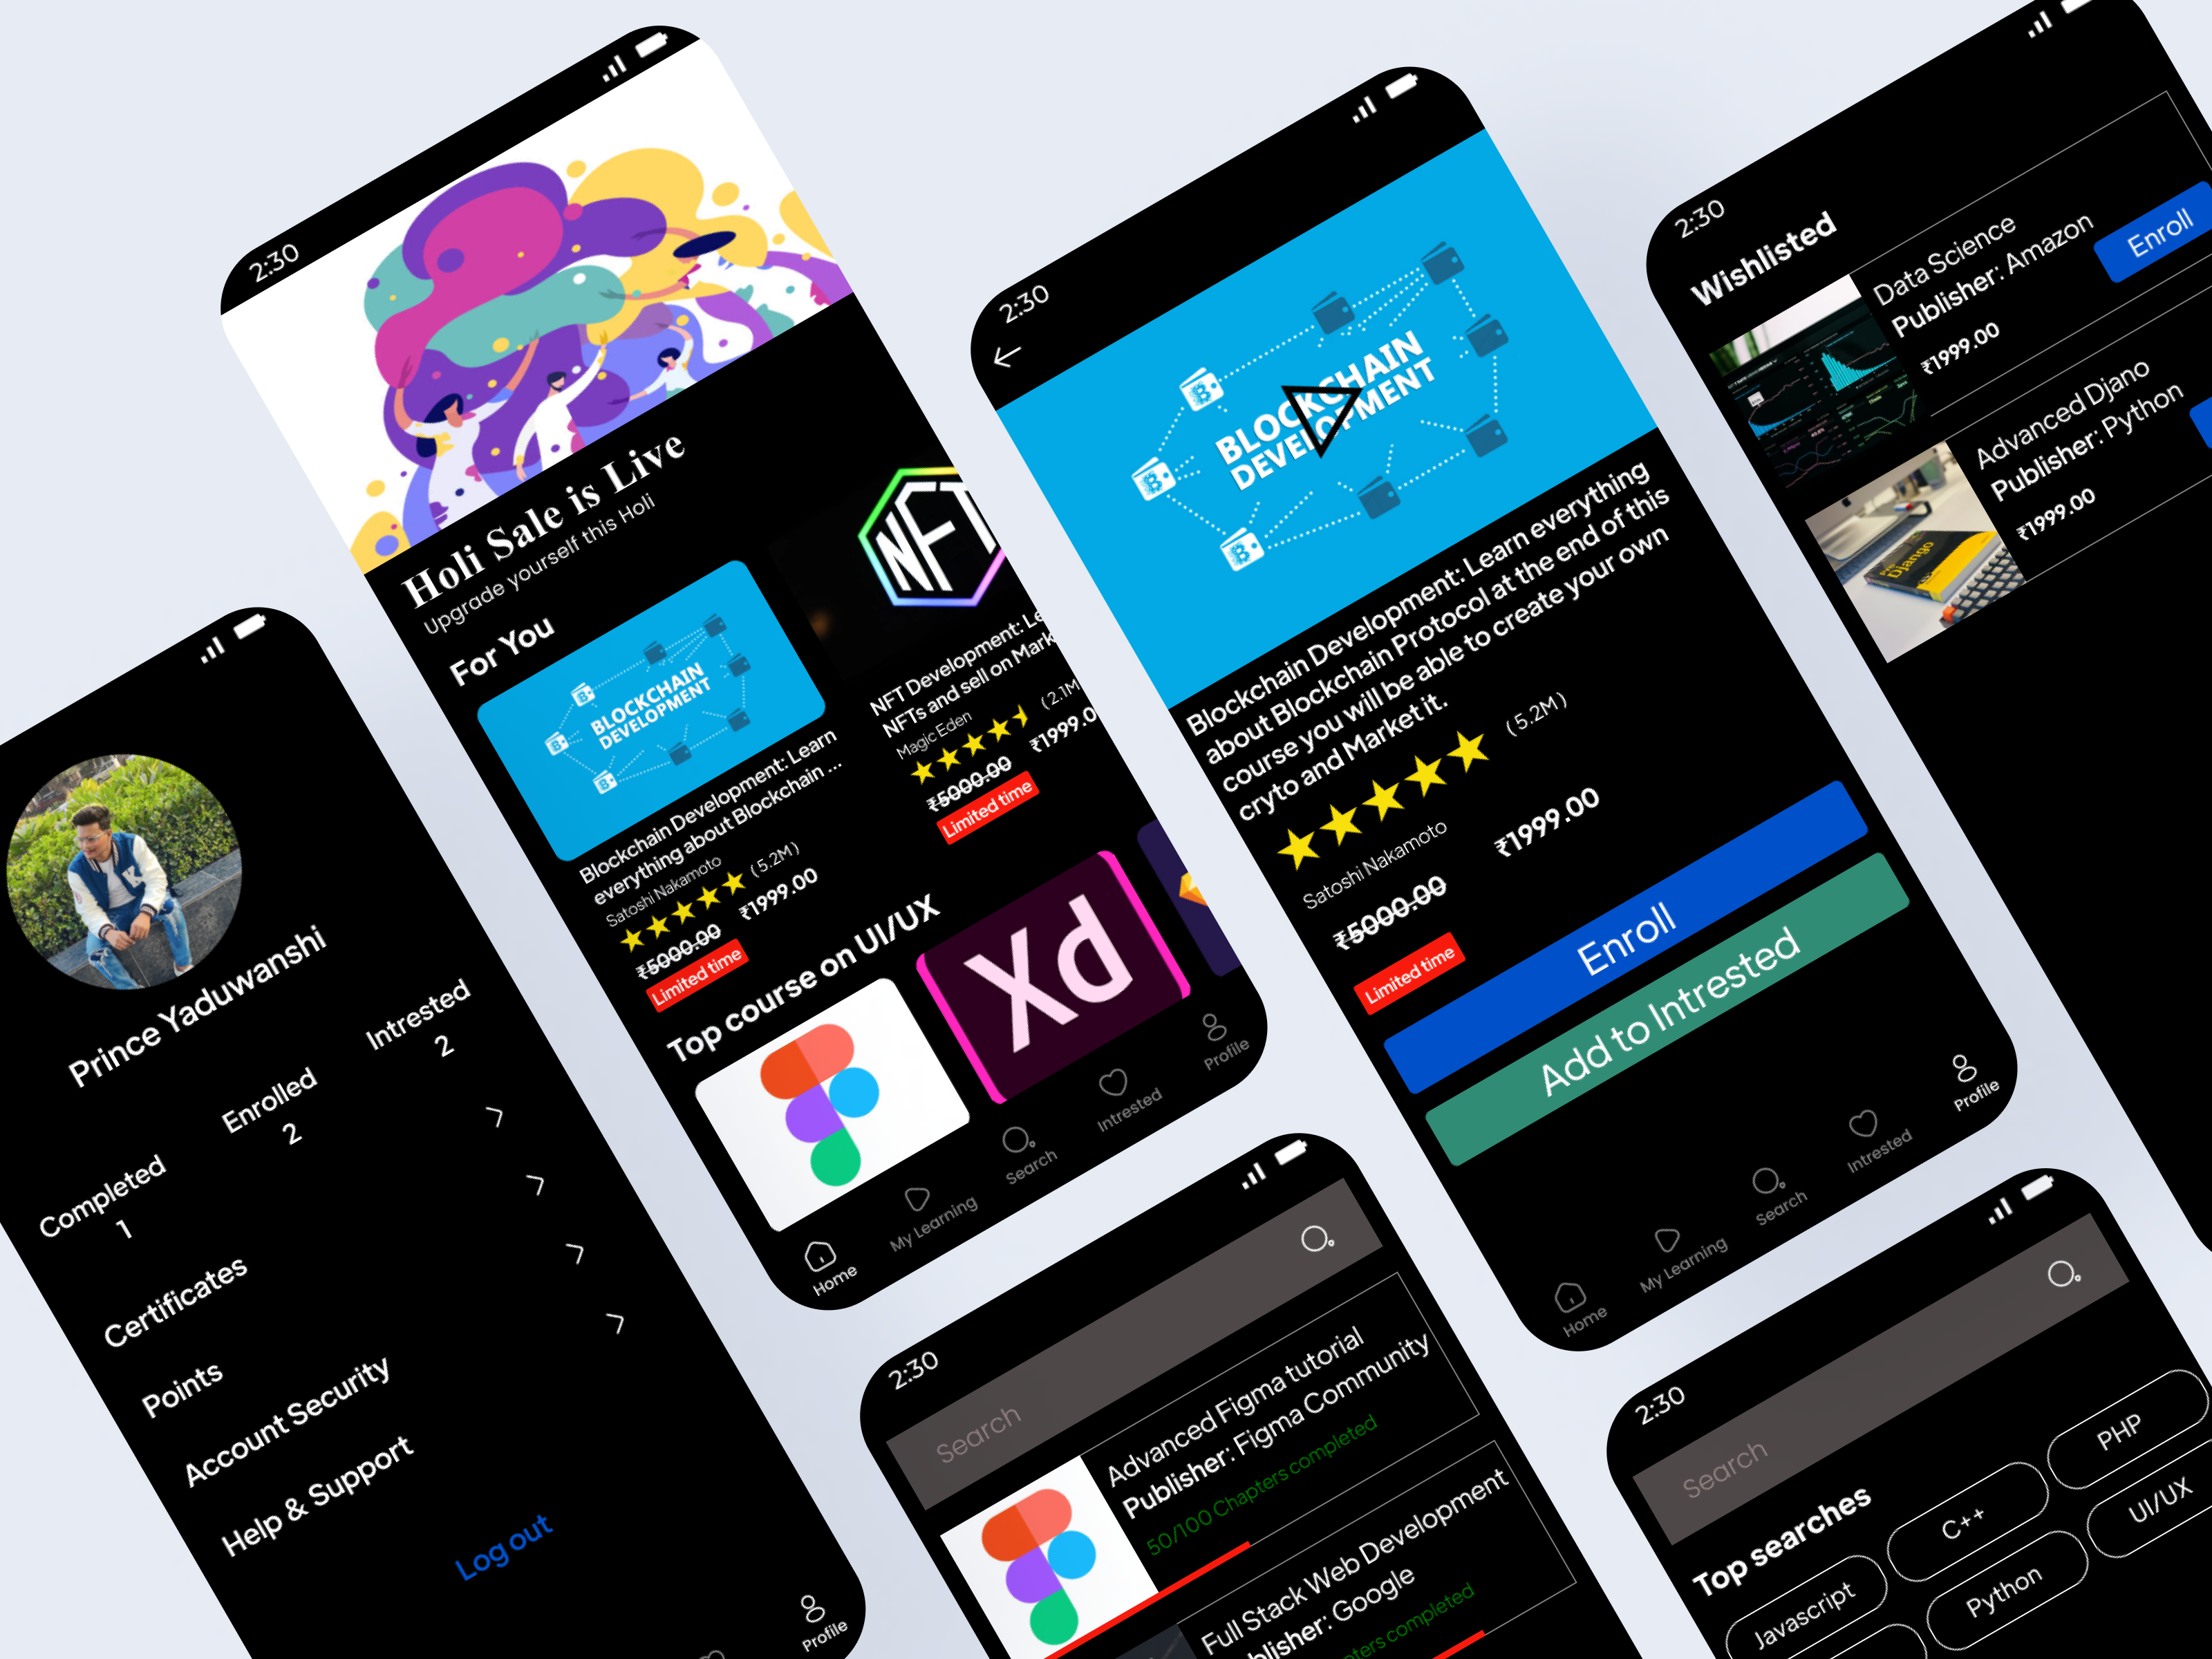 Prince Yaduwanshi
Completed
1
Enrolled
2
Intrested
2
Certificates
Points
Account Security
Help & Support
Log out
Profile
2:30
Holi Sale is Live
Upgrade yourself this Holi
For You
BLOCKCHAIN
DEVELOPMENT
Blockchain Development: Learn
everything about Blockchain ...
Satoshi Nakamoto
( 5.2M )
₹5000.00 ₹1999.00
Limited time
NFT
NFT Development:
NFTs and sell on
Magic Eden
( 2.1M
₹5000.00 ₹1999.0
Limited time
Top course on UI/UX
Xd
Home
My Learning
Search
Intrested
Profile
2:30
BLOCKCHAIN
DEVELOPMENT
Blockchain Development: Learn everything
about Blockchain Protocol at the end of this
course you will be able to create your own
cryto and Market it.
( 5.2M )
Satoshi Nakamoto
₹5000.00 ₹1999.00
Limited time
Enroll
Add to Intrested
Home
My Learning
Search
Intrested
Profile
2:30
Wishlisted
Data Science
Publisher: Amazon
₹1999.00
Enroll
Advanced Djano
Publisher: Python
₹1999.00
Django
2:30
Search
Advanced Figma tutorial
Publisher: Figma Community
50/100 Chapters completed
Full Stack Web Development
Google
completed
2:30
Search
Top searches
Javascript
C++
PHP
Python
UI/UX